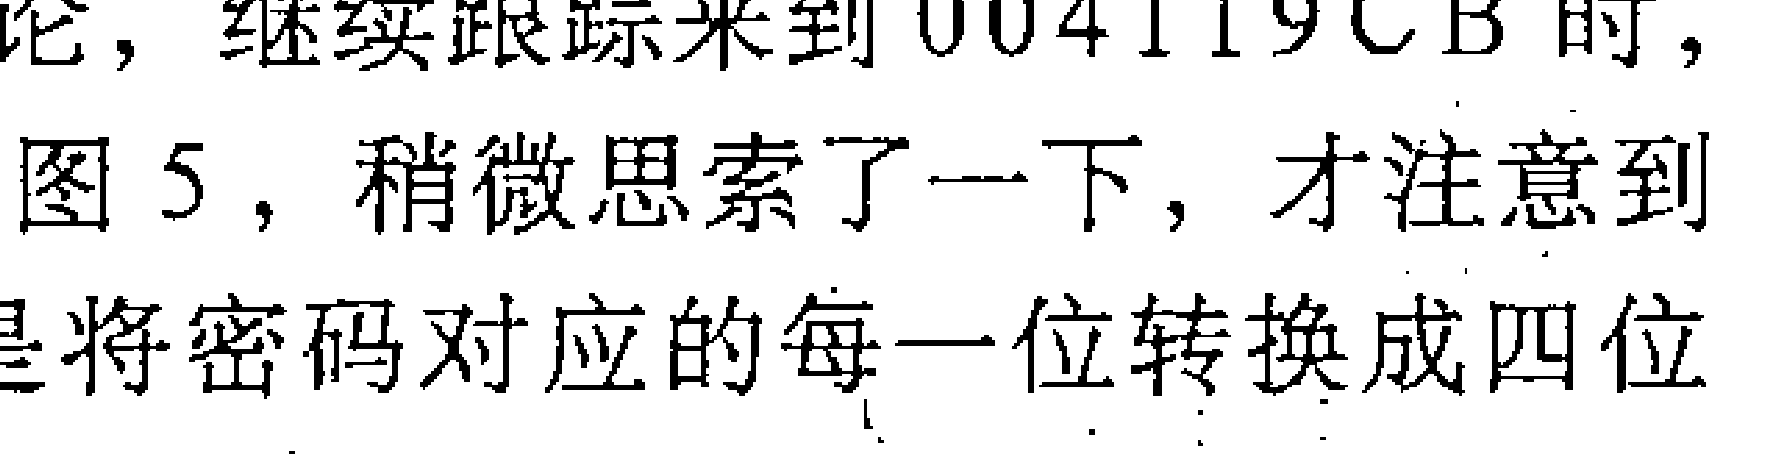 论，继续跟踪来到004119CB时，
图5，稍微思索了一下，才注意到
是将密码对应的每一位转换成四位